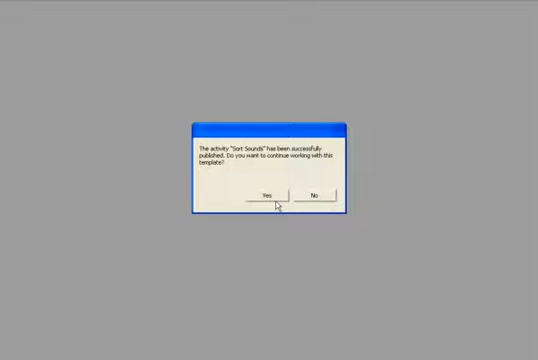 The activity "Sort Sounds" has been successfully
published. Do you want to continue working with this
template?
Yes
No